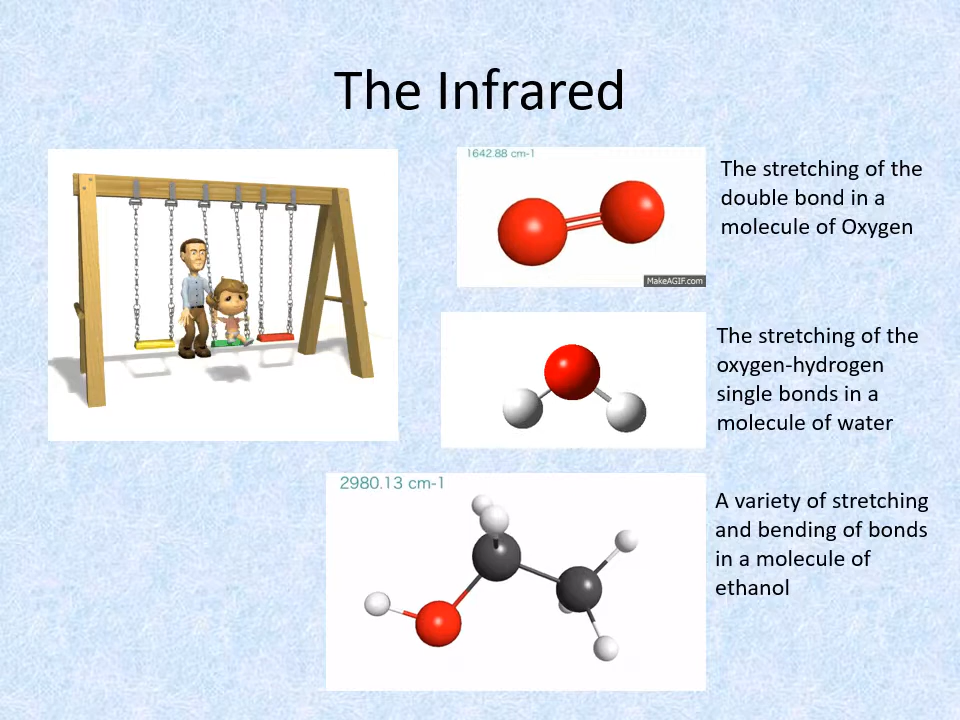 The Infrared
1642.88 cm-1
MakeAGIF.com
The stretching of the
double bond in a
molecule of Oxygen
The stretching of the
oxygen-hydrogen
single bonds in a
molecule of water
2980.13 cm-1
A variety of stretching
and bending of bonds
in a molecule of
ethanol